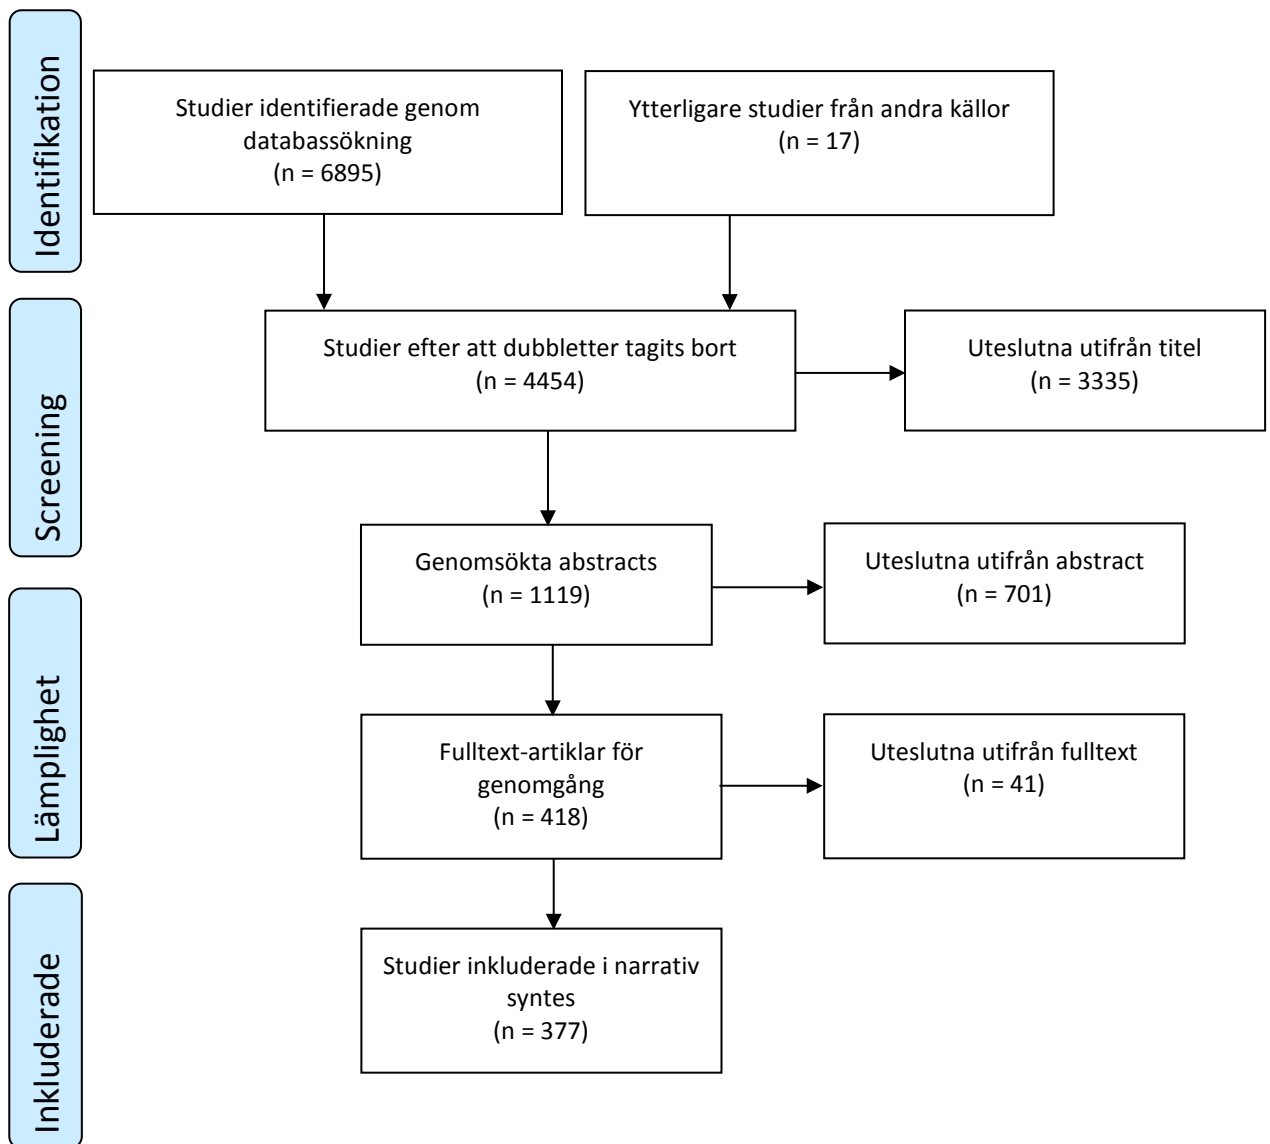 Identifikation
Studier identifierade genom
databassökning
(n = 6895)
Ytterligare studier från andra källor
(n = 17)
Screening
Studier efter att dubbletter tagits bort
(n = 4454)
Uteslutna utifrån titel
(n = 3335)
Genomsökta abstracts
(n = 1119)
Uteslutna utifrån abstract
(n = 701)
Lämplighet
Fulltext-artiklar för
genomgång
(n = 418)
Uteslutna utifrån fulltext
(n = 41)
Inkluderade
Studier inkluderade i narrativ
syntes
(n = 377)